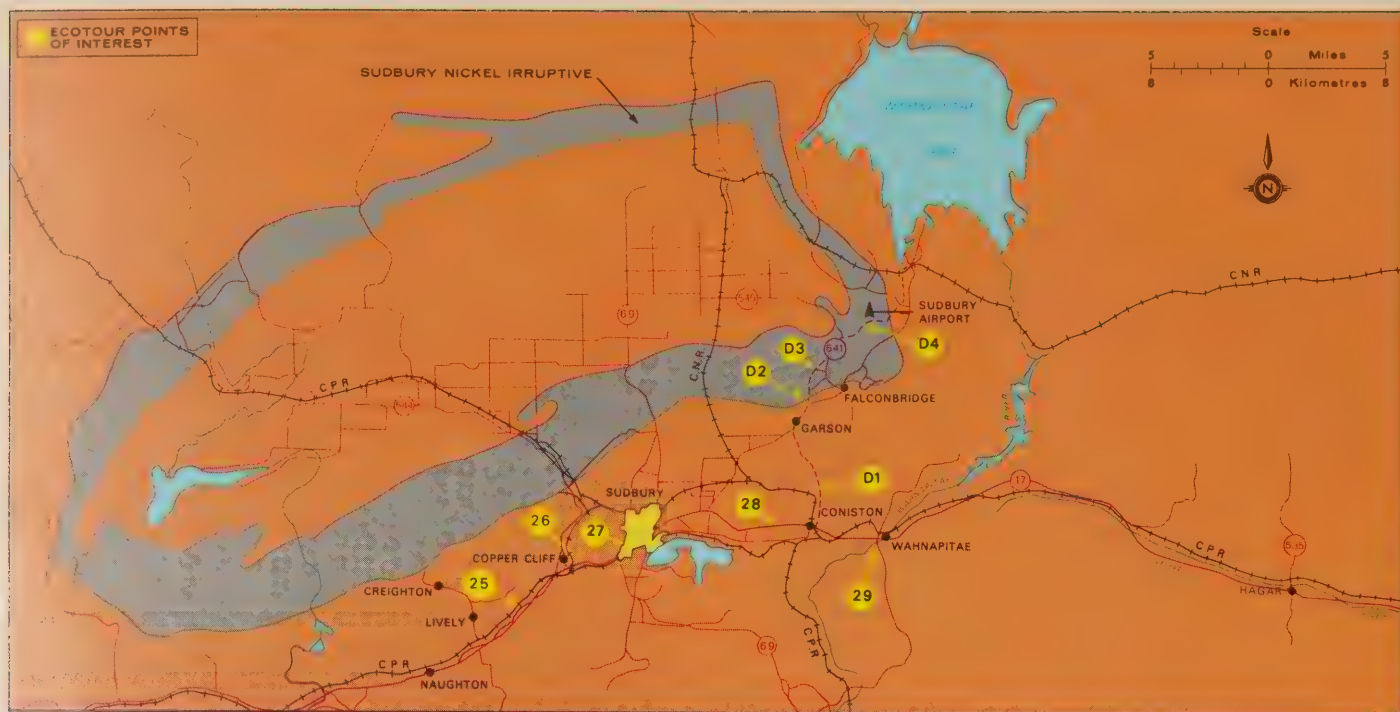 ECOTOUR POINTS
OF INTEREST
SUDBURY NICKEL IRRUPTIVE
Scale
5 0 Miles 5
8 0 Kilometres 8
N
C.N.R
SUDBURY
AIRPORT
69
541
D3
D4
D2
C.N.R
CPR
FALCONBRIDGE
GARSON
D1
17
SUDBURY
28
26
27
CONISTON
WAHNAPITAE
COPPER CLIFF
CPR
CREIGHTON
25
29
HAGAR
LIVELY
69
C.P.R.
CPR
NAUGHTON